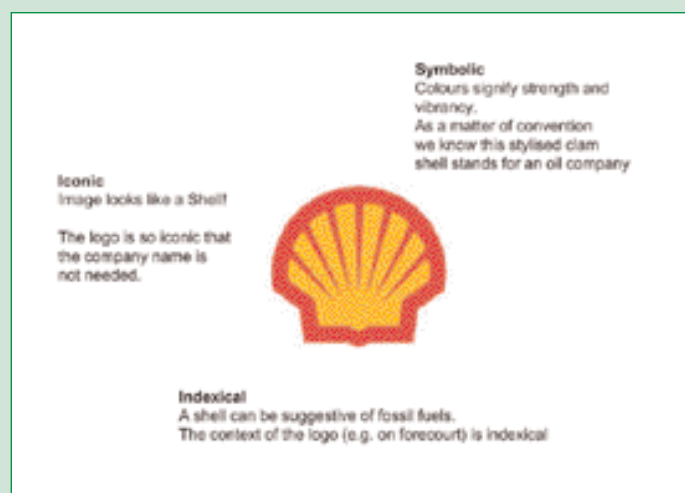 Symbolic
Colours signify strength and
vibrancy.
As a matter of convention
we know this stylised clam
shell stands for an oil company
Iconic
Image looks like a Shell!
The logo is so iconic that
the company name is
not needed.
Indexical
A shell can be suggestive of fossil fuels.
The context of the logo (e.g. on forecourt) is indexical